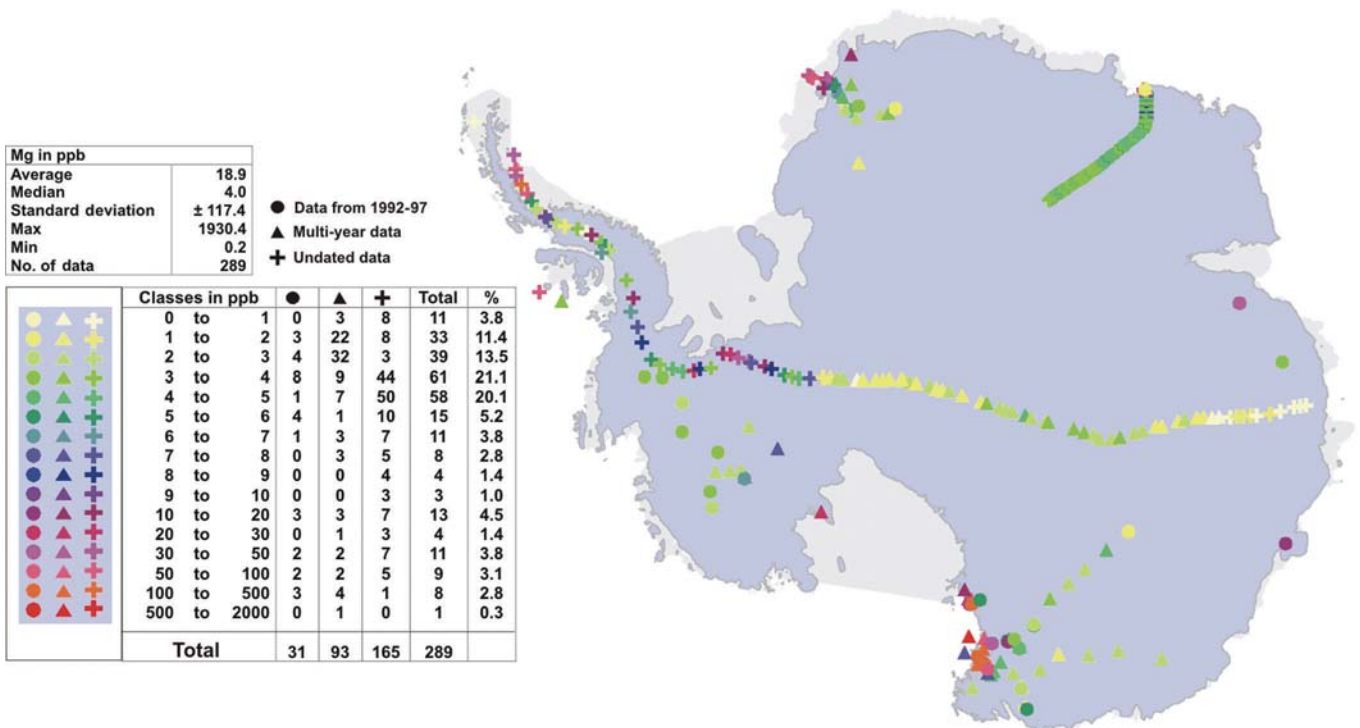 Mg in ppb
Average 18.9
Median 4.0
Standard deviation ± 117.4
Max 1930.4
Min 0.2
No. of data 289
Data from 1992-97
Multi-year data
Undated data
Classes in ppb Total %
0 to 1 0 3 8 11 3.8
1 to 2 3 22 8 33 11.4
2 to 3 4 32 3 39 13.5
3 to 4 8 9 44 61 21.1
4 to 5 1 7 50 58 20.1
5 to 6 4 1 10 15 5.2
6 to 7 1 3 7 11 3.8
7 to 8 0 3 5 8 2.8
8 to 9 0 0 4 4 1.4
9 to 10 0 0 3 3 1.0
10 to 20 3 3 7 13 4.5
20 to 30 0 1 3 4 1.4
30 to 50 2 2 7 11 3.8
50 to 100 2 2 5 9 3.1
100 to 500 3 4 1 8 2.8
500 to 2000 0 1 0 1 0.3
Total 31 93 165 289